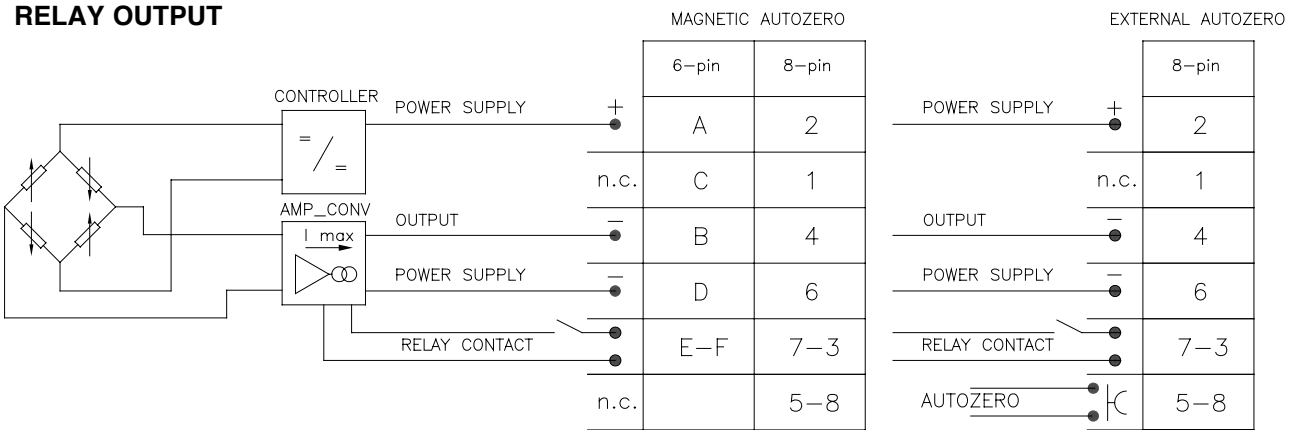 RELAY OUTPUT
MAGNETIC AUTOZERO
EXTERNAL AUTOZERO
6-pin 8-pin 8-pin
CONTROLLER
= / =
POWER SUPPLY + A 2
POWER SUPPLY + 2
n.c. C 1
n.c. 1
AMP_CONV
I max
OUTPUT - B 4
OUTPUT - 4
POWER SUPPLY - D 6
POWER SUPPLY - 6
RELAY CONTACT E-F 7-3
RELAY CONTACT 7-3
n.c. 5-8
AUTOZERO 5-8